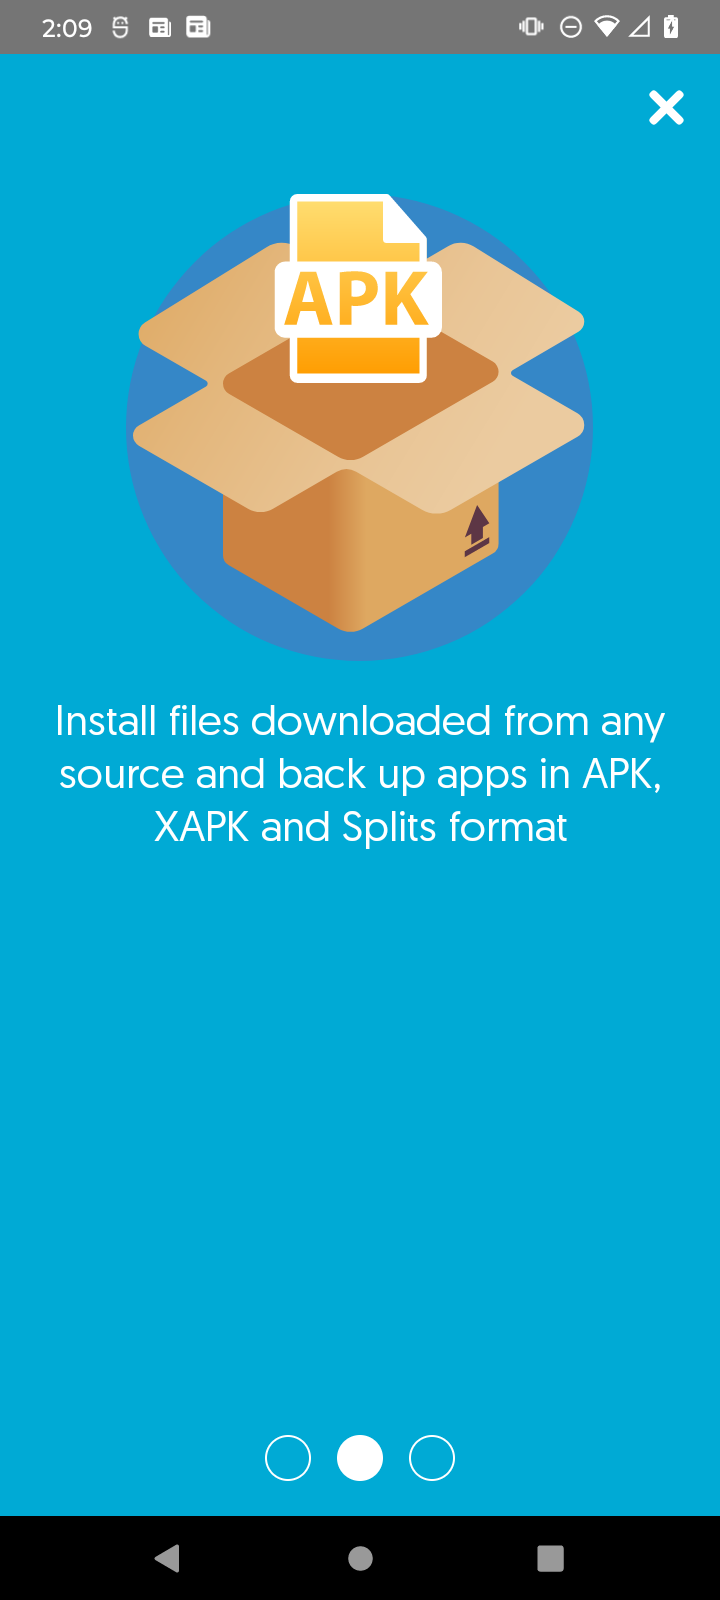 2:09
APK
Install files downloaded from any
source and back up apps in APK,
XAPK and Splits format